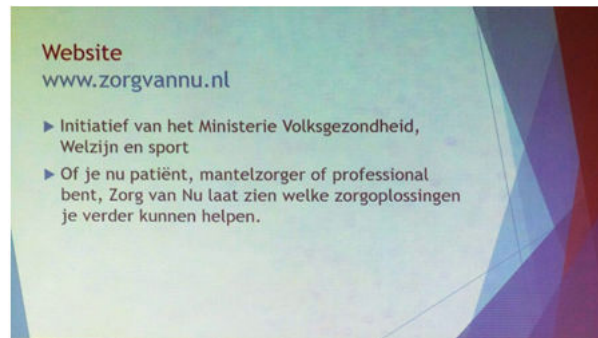 Website
www.zorgvannu.nl
Initiatief van het Ministerie Volksgezondheid,
Welzijn en sport
Of je nu patiënt, mantelzorger of professional
bent, Zorg van Nu laat zien welke zorgoplossingen
je verder kunnen helpen.